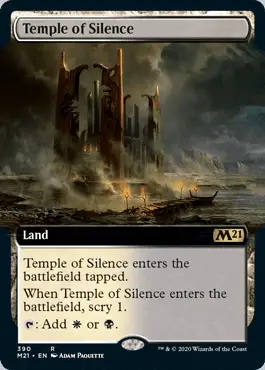 Temple of Silence
Land
M21
Temple of Silence enters the
battlefield tapped.
When Temple of Silence enters the
battlefield, scry 1.
: Add or .
390 R
M21 • EN ADAM PAQUETTE
™ & © 2020 Wizards of the Coast